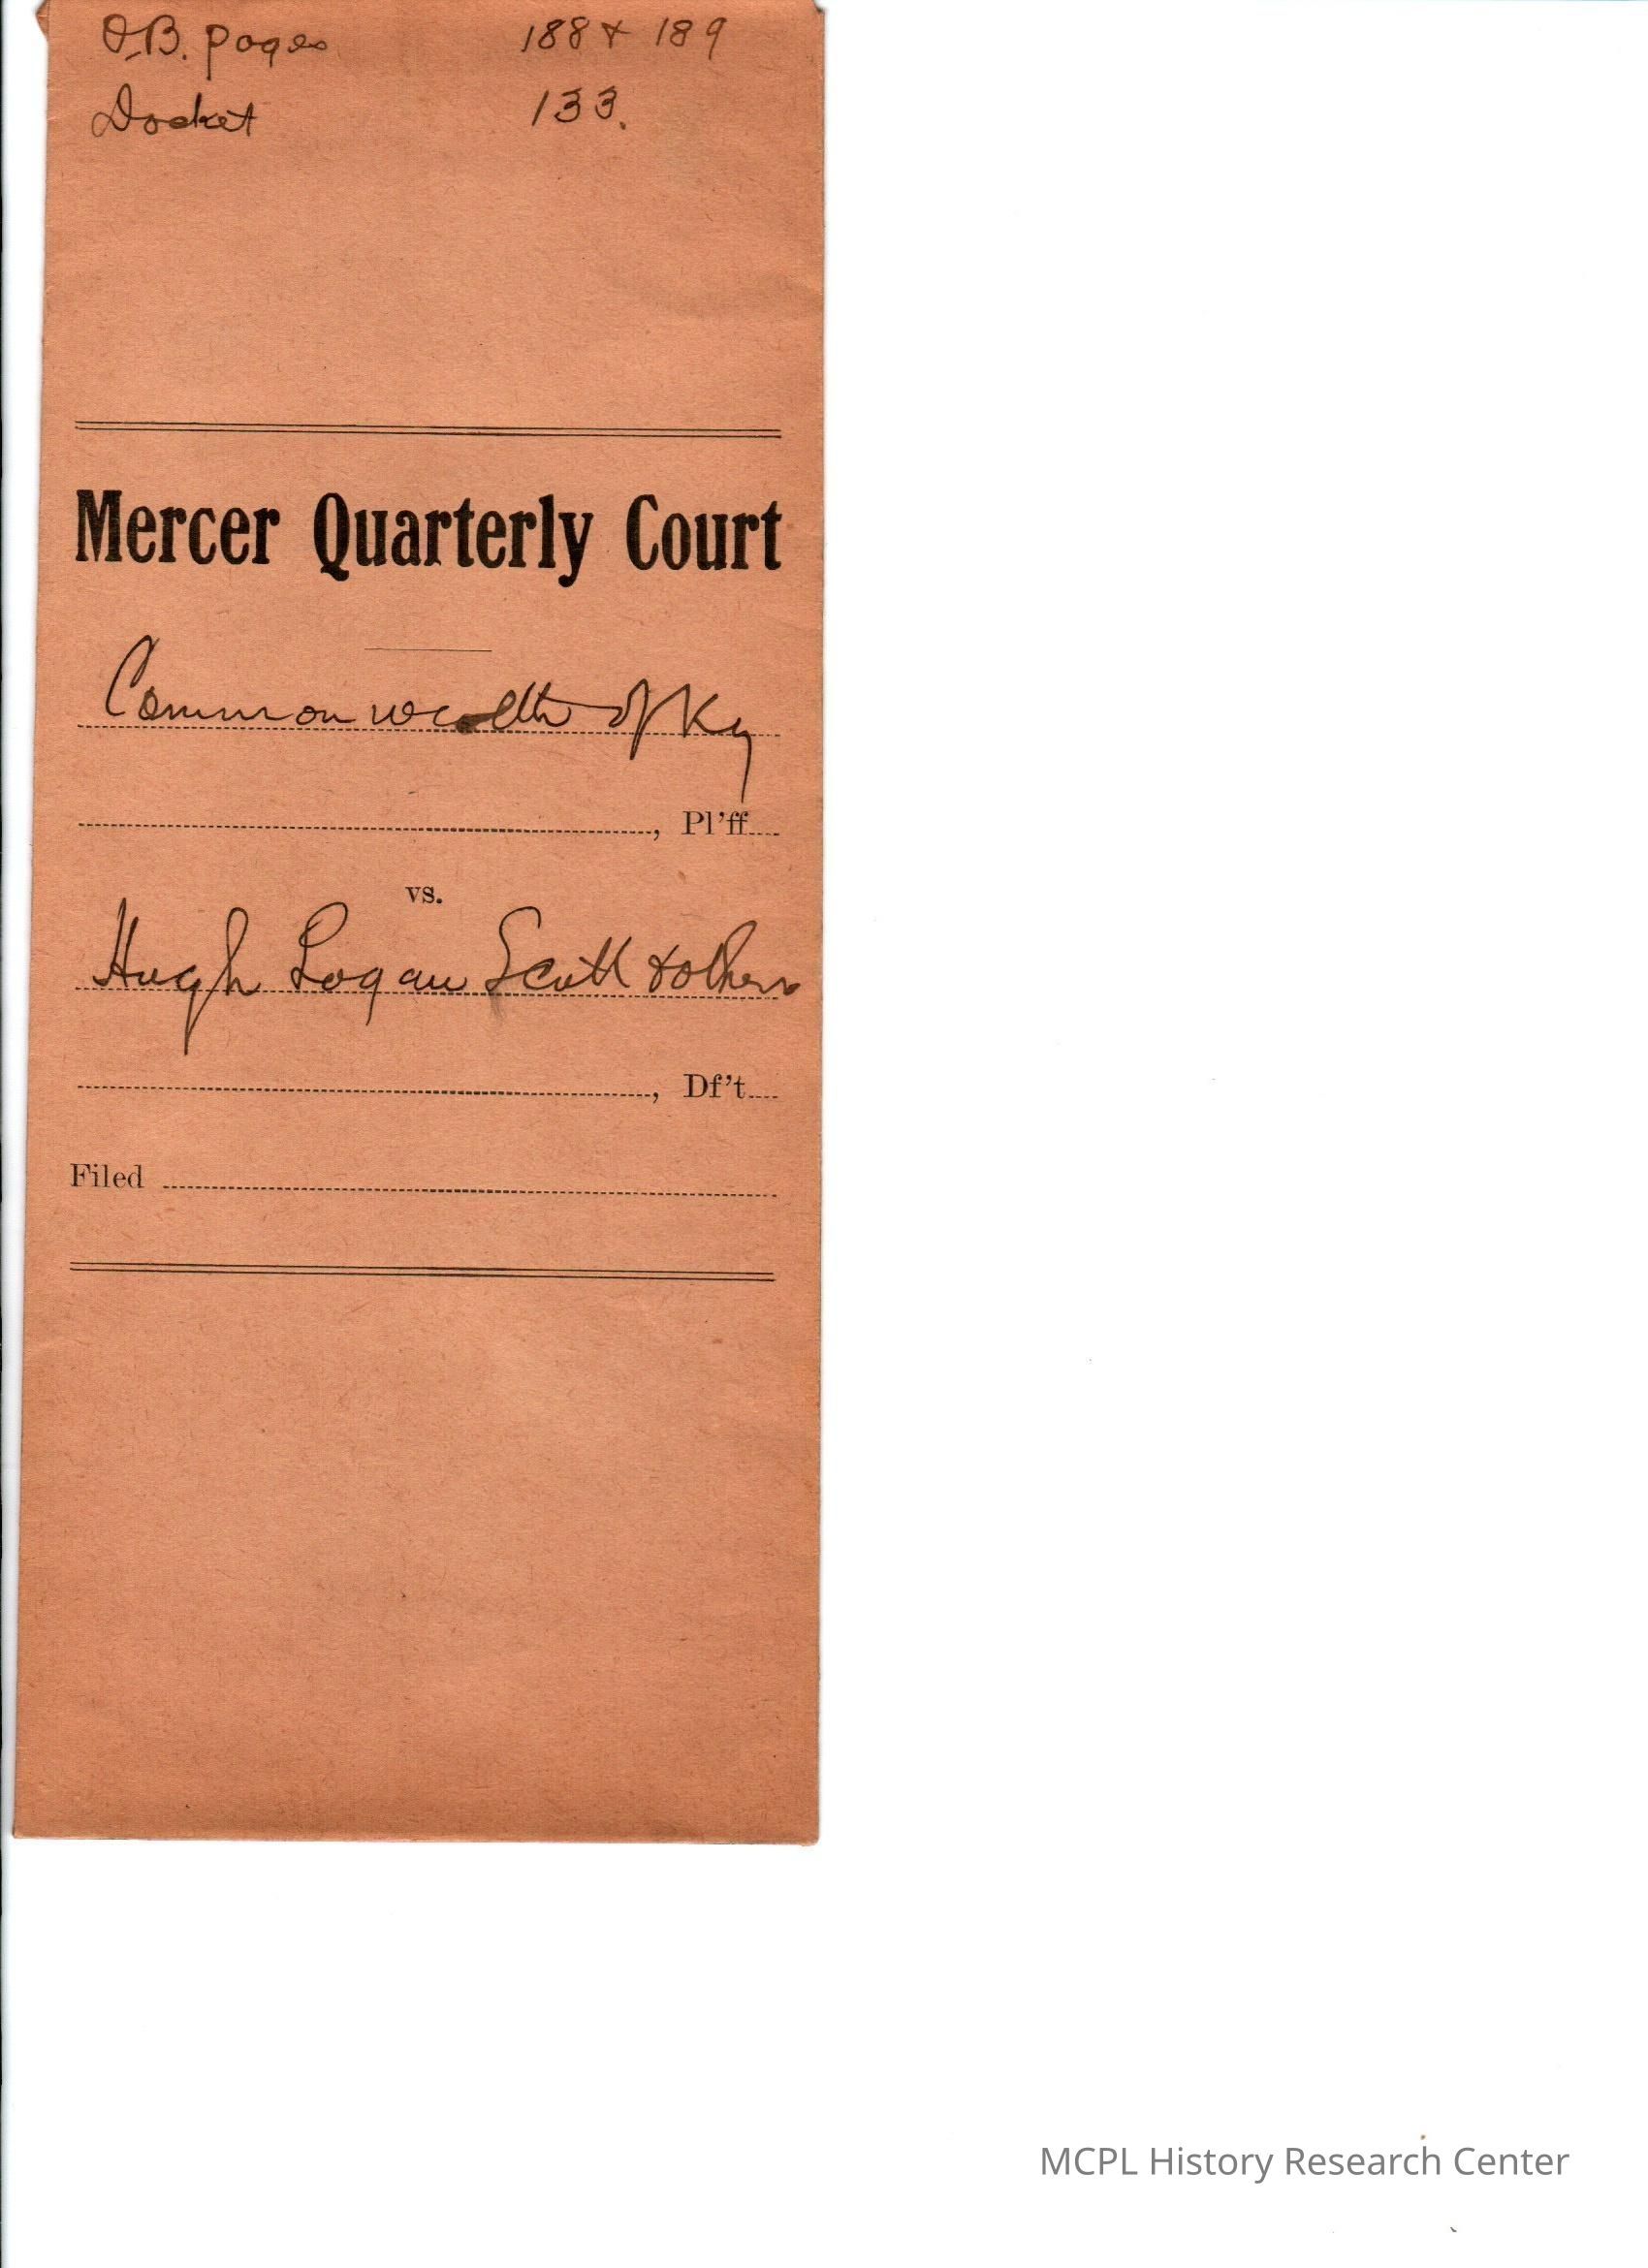 O.B. pages 188 & 189
Docket 133.
Mercer Quarterly Court
Commonwealth of Ky
, Pl'ff
vs.
Hugh Logan Scott & others
, Df't
Filed
MCPL History Research Center